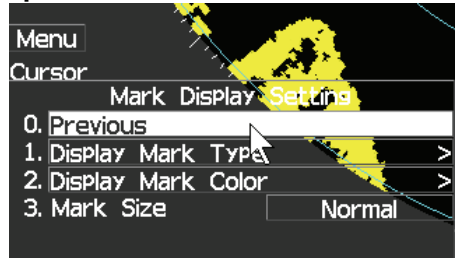 Menu
Cursor
Mark Display Setting
0. Previous
1. Display Mark Type >
2. Display Mark Color >
3. Mark Size Normal